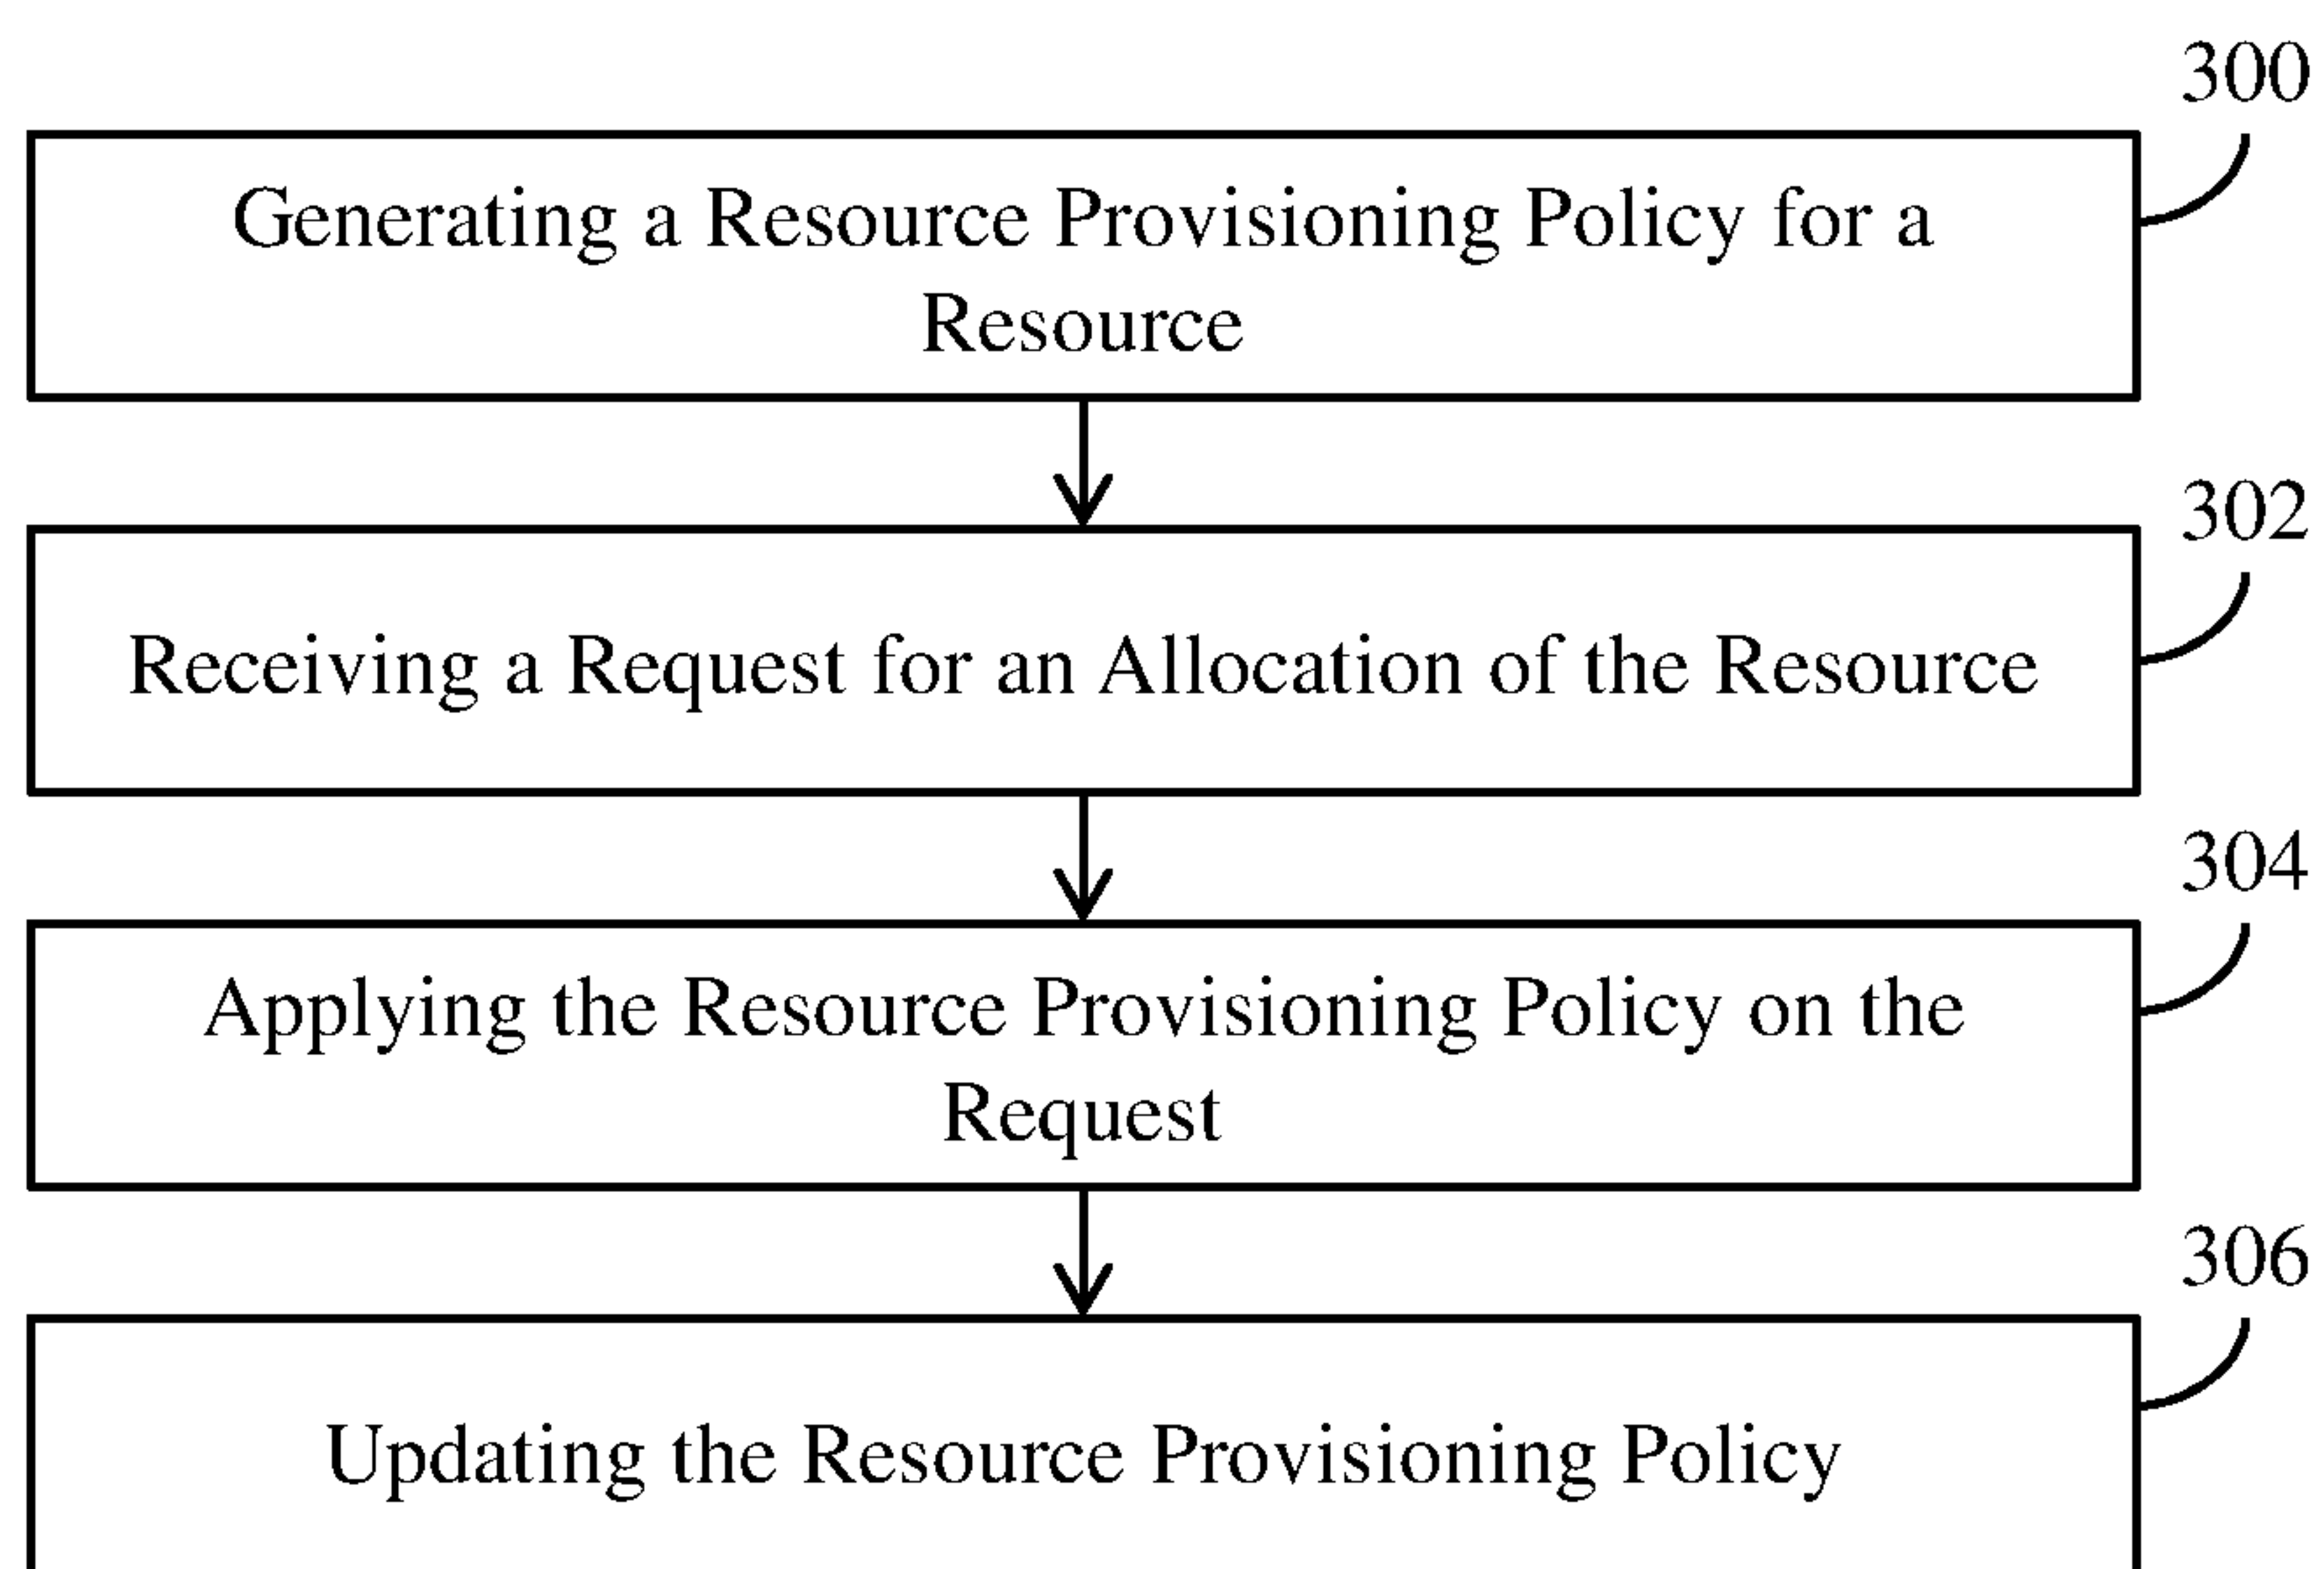 300
Generating a Resource Provisioning Policy for a
Resource
302
Receiving a Request for an Allocation of the Resource
304
Applying the Resource Provisioning Policy on the
Request
306
Updating the Resource Provisioning Policy